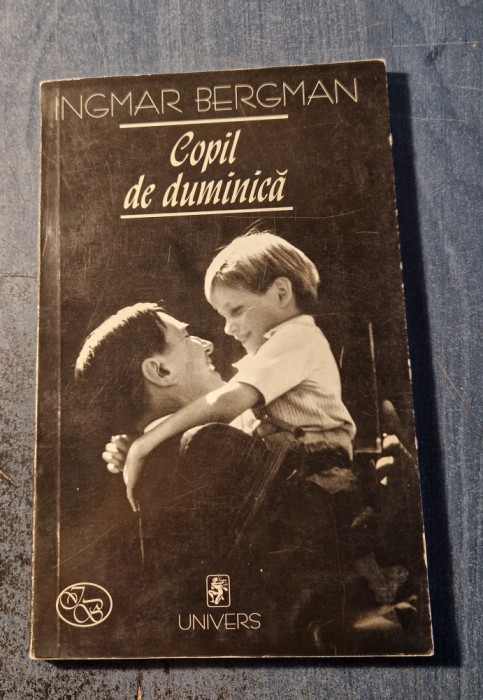 INGMAR BERGMAN
Copil
de duminică
UNIVERS